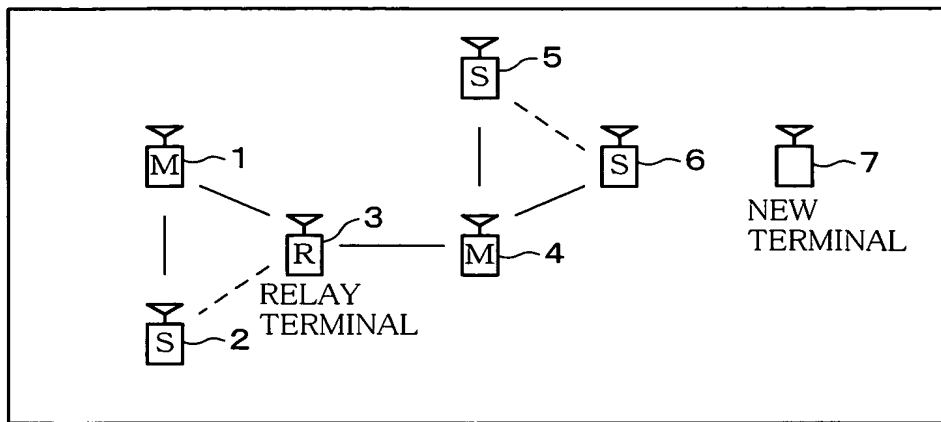 5
S
M 1
S 6
7
3
NEW
TERMINAL
R
M 4
RELAY
TERMINAL
S 2